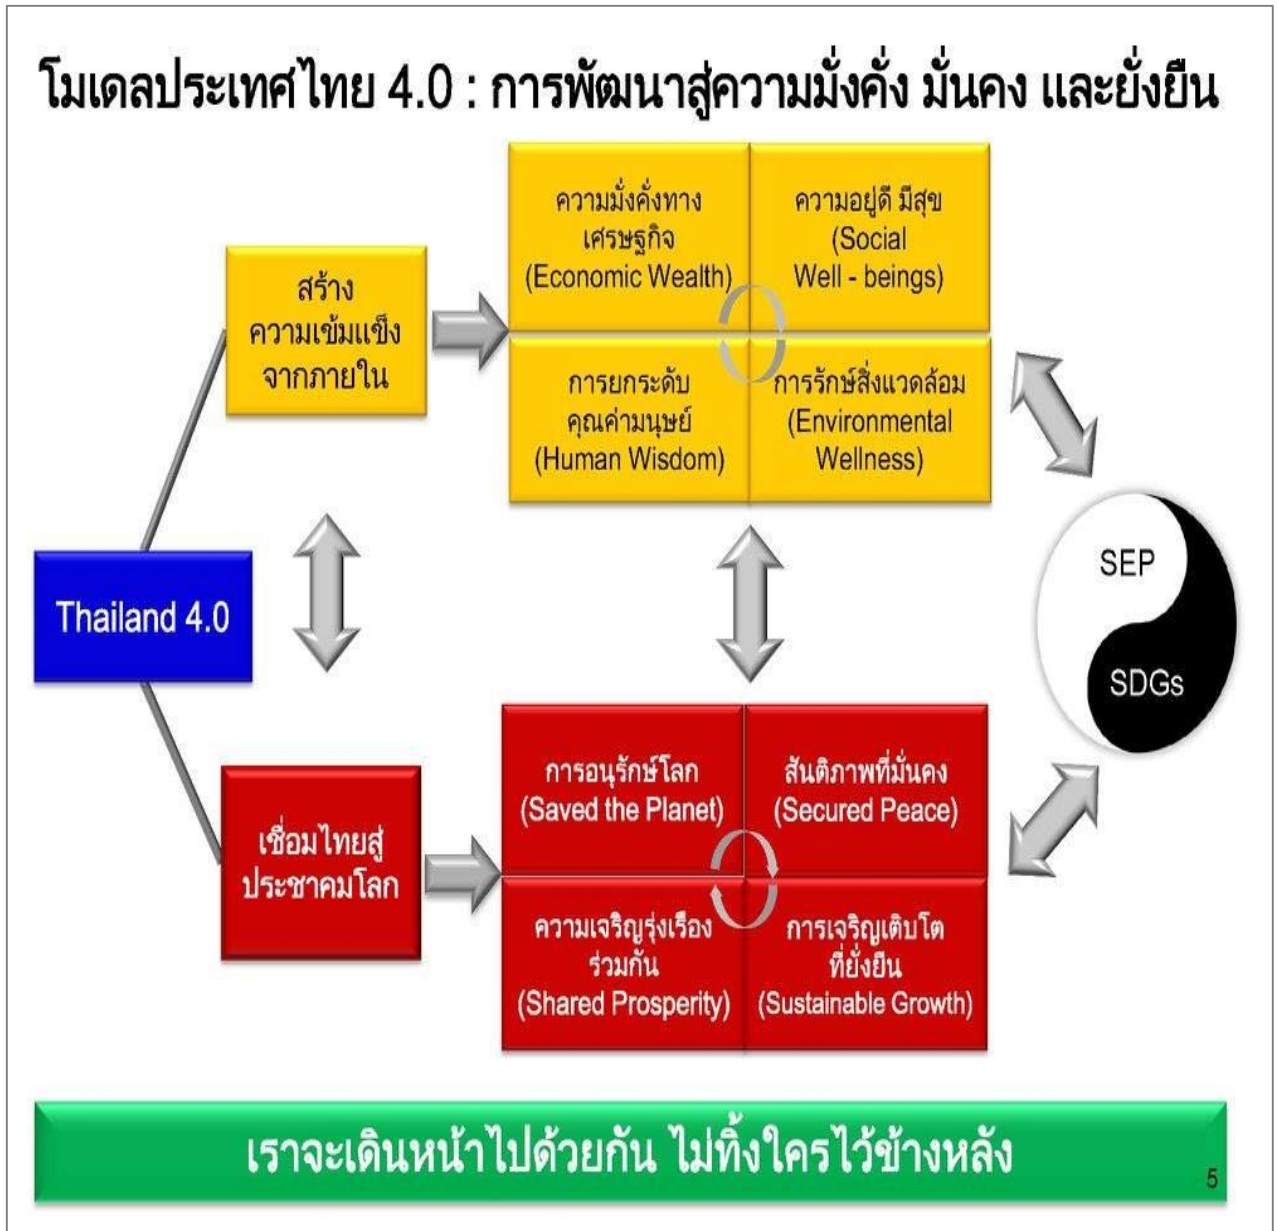 โมเดลประเทศไทย 4.0 : การพัฒนาสู่ความมั่งคั่ง มั่นคง และยั่งยืน
สร้าง
ความเข้มแข็ง
จากภายใน
ความมั่งคั่งทาง
เศรษฐกิจ
(Economic Wealth)
ความอยู่ดี มีสุข
(Social
Well - beings)
การยกระดับ
คุณค่ามนุษย์
(Human Wisdom)
การรักษ์สิ่งแวดล้อม
(Environmental
Wellness)
Thailand 4.0
SEP
SDGs
เชื่อมไทยสู่
ประชาคมโลก
การอนุรักษ์โลก
(Saved the Planet)
สันติภาพที่มั่นคง
(Secured Peace)
ความเจริญรุ่งเรือง
ร่วมกัน
(Shared Prosperity)
การเจริญเติบโต
ที่ยั่งยืน
(Sustainable Growth)
เราจะเดินหน้าไปด้วยกัน ไม่ทิ้งใครไว้ข้างหลัง
5